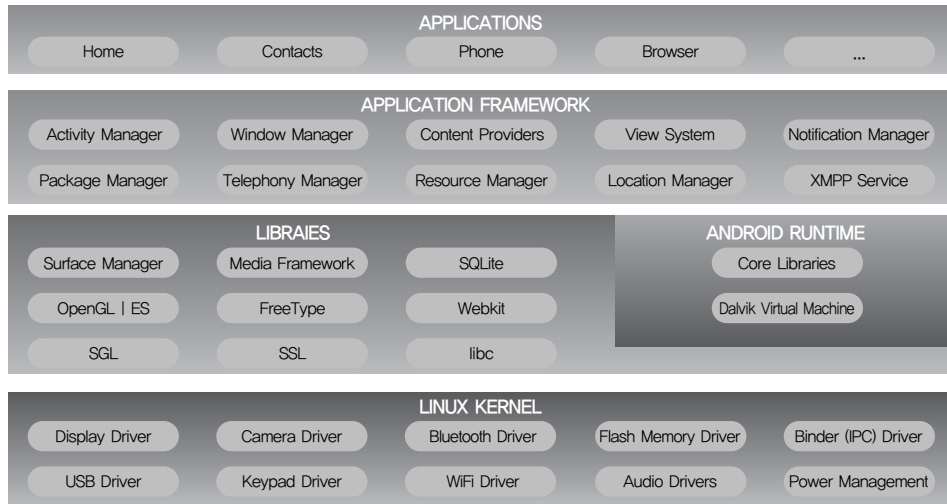 APPLICATIONS
Home Contacts Phone Browser ...
APPLICATION FRAMEWORK
Activity Manager Window Manager Content Providers View System Notification Manager
Package Manager Telephony Manager Resource Manager Location Manager XMPP Service
LIBRAIES ANDROID RUNTIME
Surface Manager Media Framework SQLite Core Libraries
OpenGL | ES FreeType Webkit Dalvik Virtual Machine
SGL SSL libc
LINUX KERNEL
Display Driver Camera Driver Bluetooth Driver Flash Memory Driver Binder (IPC) Driver
USB Driver Keypad Driver WiFi Driver Audio Drivers Power Management